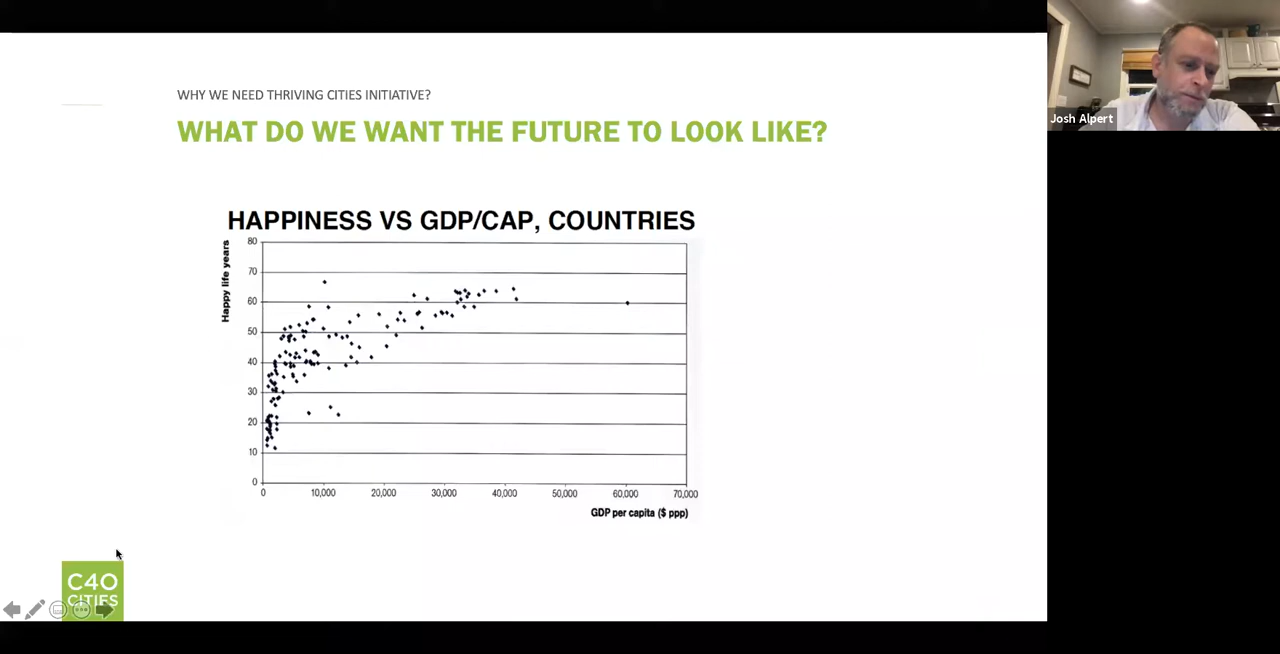 WHY WE NEED THRIVING CITIES INITIATIVE?
WHAT DO WE WANT THE FUTURE TO LOOK LIKE?
HAPPINESS VS GDP/CAP, COUNTRIES
Happy life years
80
70
60
50
40
30
20
10
0
0 10,000 20,000 30,000 40,000 50,000 60,000 70,000
GDP per capita ($ ppp)
C40
CITIES
Josh Alpert